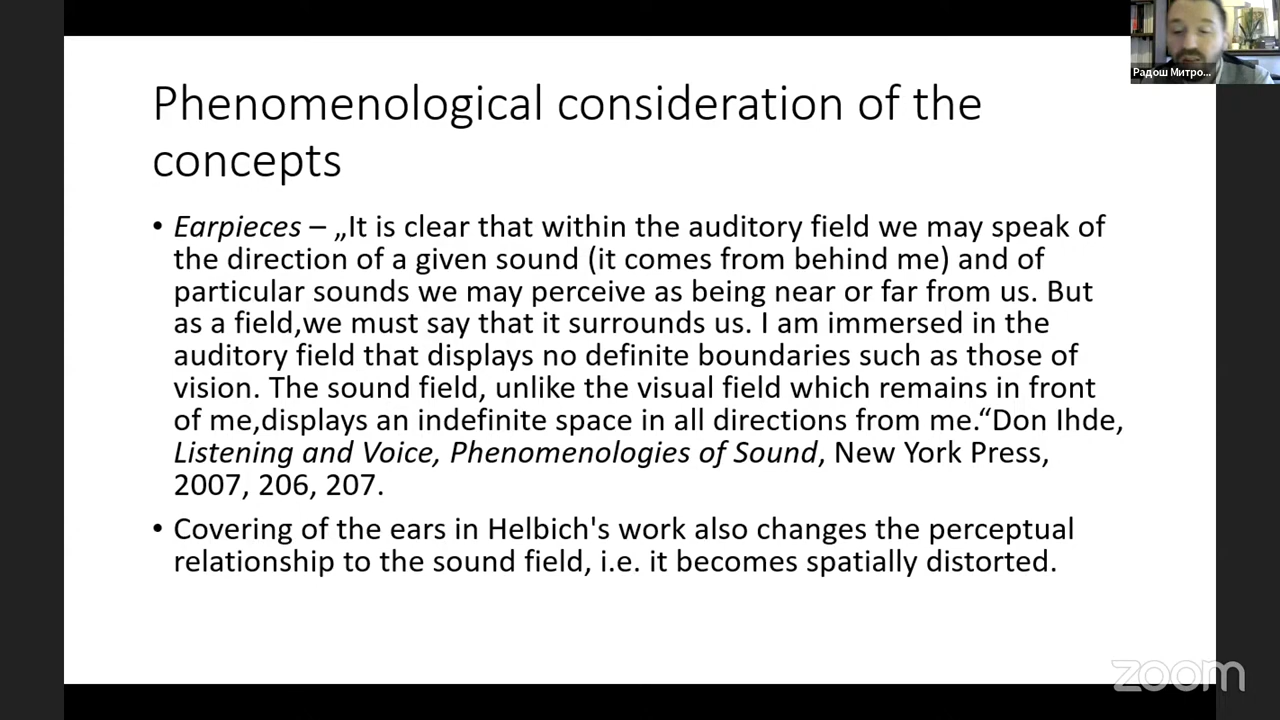 Phenomenological consideration of the
concepts
• Earpieces – „It is clear that within the auditory field we may speak of
the direction of a given sound (it comes from behind me) and of
particular sounds we may perceive as being near or far from us. But
as a field,we must say that it surrounds us. I am immersed in the
auditory field that displays no definite boundaries such as those of
vision. The sound field, unlike the visual field which remains in front
of me,displays an indefinite space in all directions from me.“Don Ihde,
Listening and Voice, Phenomenologies of Sound, New York Press,
2007, 206, 207.
• Covering of the ears in Helbich's work also changes the perceptual
relationship to the sound field, i.e. it becomes spatially distorted.
Радош Митро...
zoom